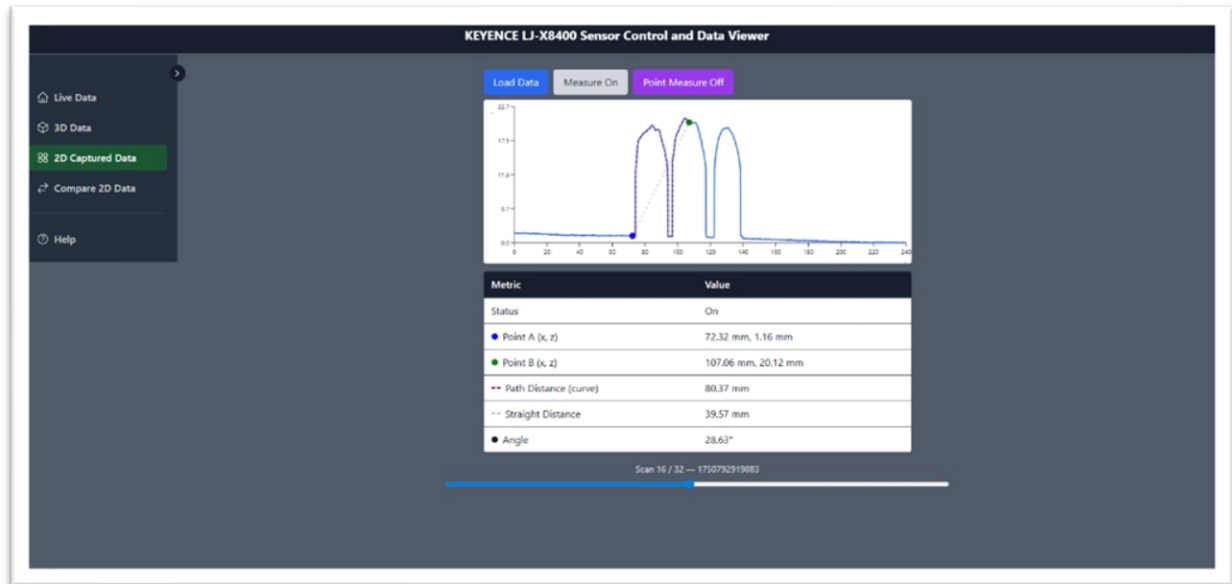 KEYENCE LJ-X8400 Sensor Control and Data Viewer
Live Data
3D Data
2D Captured Data
Compare 2D Data
Help
Load Data
Measure On
Point Measure Off
22.7
17.1
11.4
5.7
0.0
0 20 40 60 80 100 120 140 160 180 200 220 240
Metric Value
Status On
Point A (x, z) 72.32 mm, 1.16 mm
Point B (x, z) 107.06 mm, 20.12 mm
Path Distance (curve) 80.37 mm
Straight Distance 39.57 mm
Angle 28.63°
Scan 16 / 32 — 1750792919883